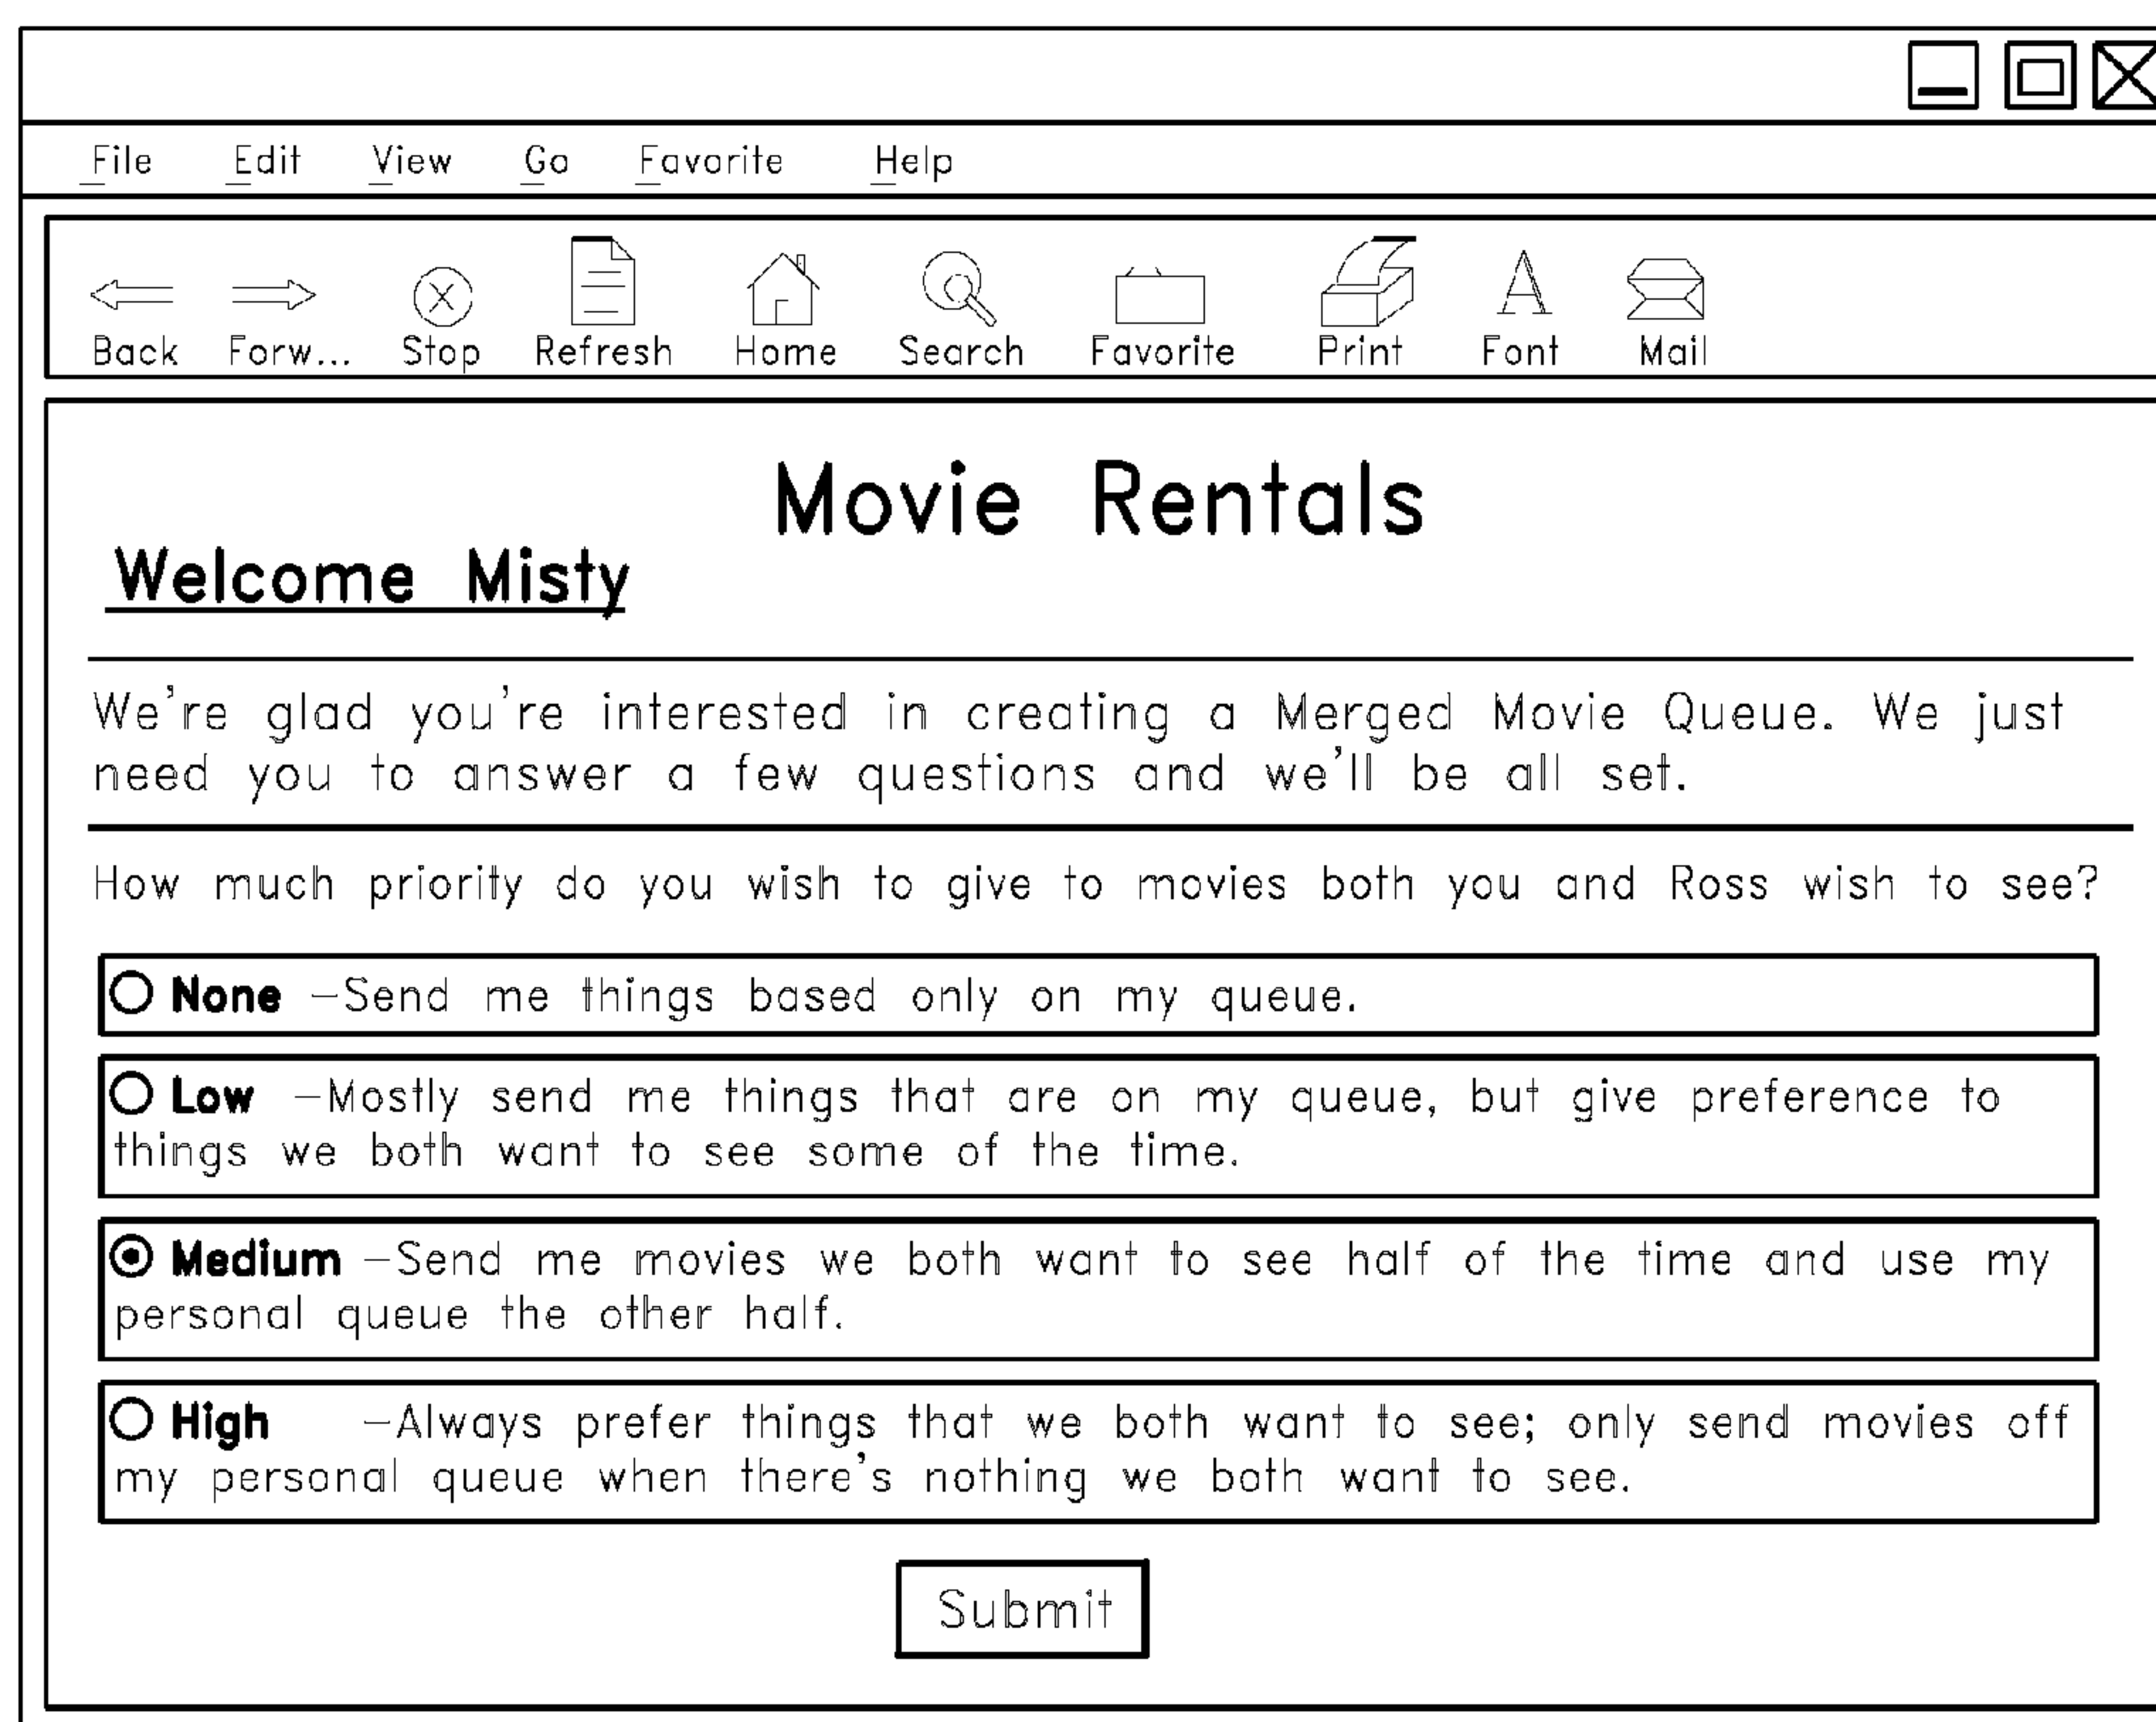 File Edit View Go Favorite Help
Back Forw... Stop Refresh Home Search Favorite Print Font Mail
Movie Rentals
Welcome Misty
We're glad you're interested in creating a Merged Movie Queue. We just
need you to answer a few questions and we'll be all set.
How much priority do you wish to give to movies both you and Ross wish to see?
None –Send me things based only on my queue.
Low –Mostly send me things that are on my queue, but give preference to
things we both want to see some of the time.
Medium –Send me movies we both want to see half of the time and use my
personal queue the other half.
High –Always prefer things that we both want to see; only send movies off
my personal queue when there's nothing we both want to see.
Submit